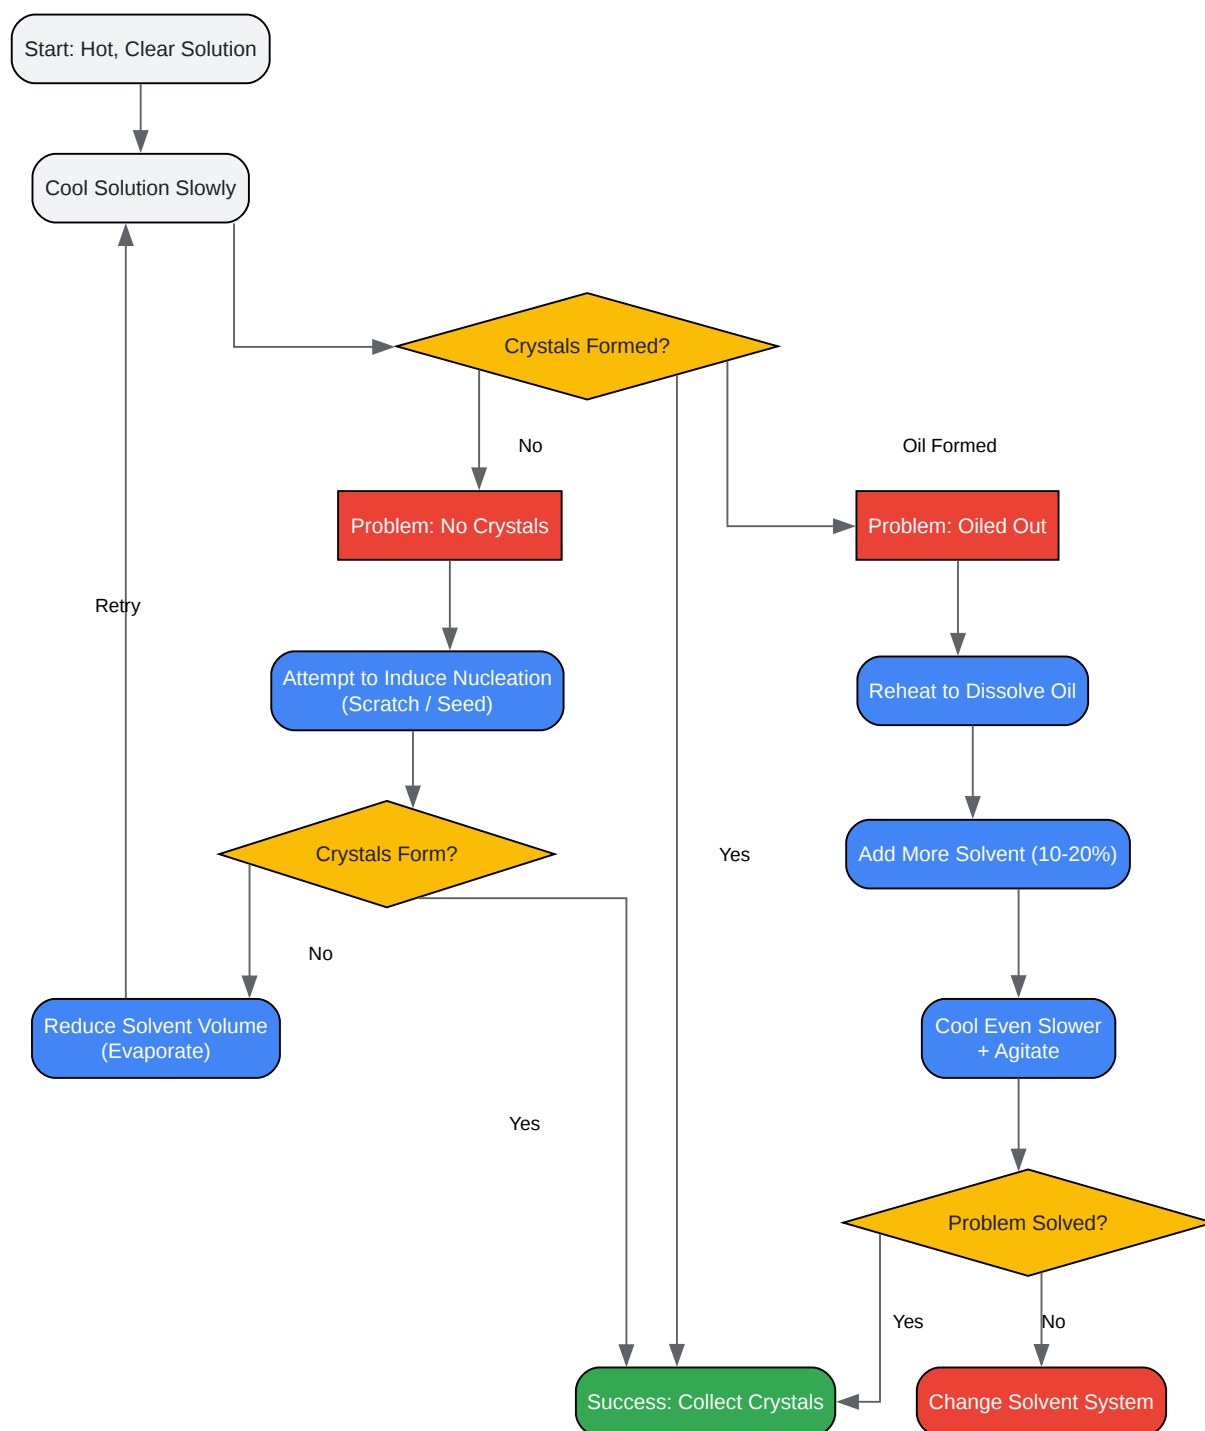 Start: Hot, Clear Solution
Cool Solution Slowly
Crystals Formed?
No
Oil Formed
Problem: No Crystals
Problem: Oiled Out
Retry
Attempt to Induce Nucleation
(Scratch / Seed)
Reheat to Dissolve Oil
Crystals Form?
Yes
Add More Solvent (10-20%)
No
Reduce Solvent Volume
(Evaporate)
Cool Even Slower
+ Agitate
Yes
Problem Solved?
Yes
No
Success: Collect Crystals
Change Solvent System